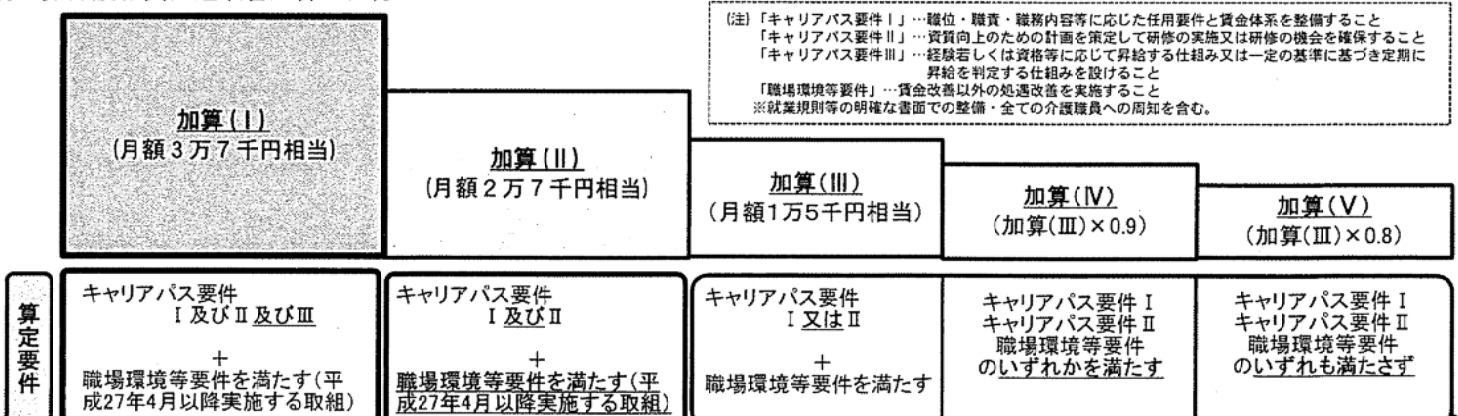 (注)「キャリアパス要件Ⅰ」…職位・職責・職務内容等に応じた任用要件と賃金体系を整備すること
「キャリアパス要件Ⅱ」…資質向上のための計画を策定して研修の実施又は研修の機会を確保すること
「キャリアパス要件Ⅲ」…経験若しくは資格等に応じて昇給する仕組み又は一定の基準に基づき定期に
昇給を判定する仕組みを設けること
「職場環境等要件」…賃金改善以外の処遇改善を実施すること
※就業規則等の明確な書面での整備・全ての介護職員への周知を含む。
加算(Ⅰ)
(月額3万7千円相当)
加算(Ⅱ)
(月額2万7千円相当)
加算(Ⅲ)
(月額1万5千円相当)
加算(Ⅳ)
(加算(Ⅲ)×0.9)
加算(Ⅴ)
(加算(Ⅲ)×0.8)
算定要件
キャリアパス要件
Ⅰ及びⅡ及びⅢ
+
職場環境等要件を満たす(平
成27年4月以降実施する取組)
キャリアパス要件
Ⅰ及びⅡ
+
職場環境等要件を満たす(平
成27年4月以降実施する取組)
キャリアパス要件
Ⅰ又はⅡ
+
職場環境等要件を満たす
キャリアパス要件Ⅰ
キャリアパス要件Ⅱ
職場環境等要件
のいずれかを満たす
キャリアパス要件Ⅰ
キャリアパス要件Ⅱ
職場環境等要件
のいずれも満たさず